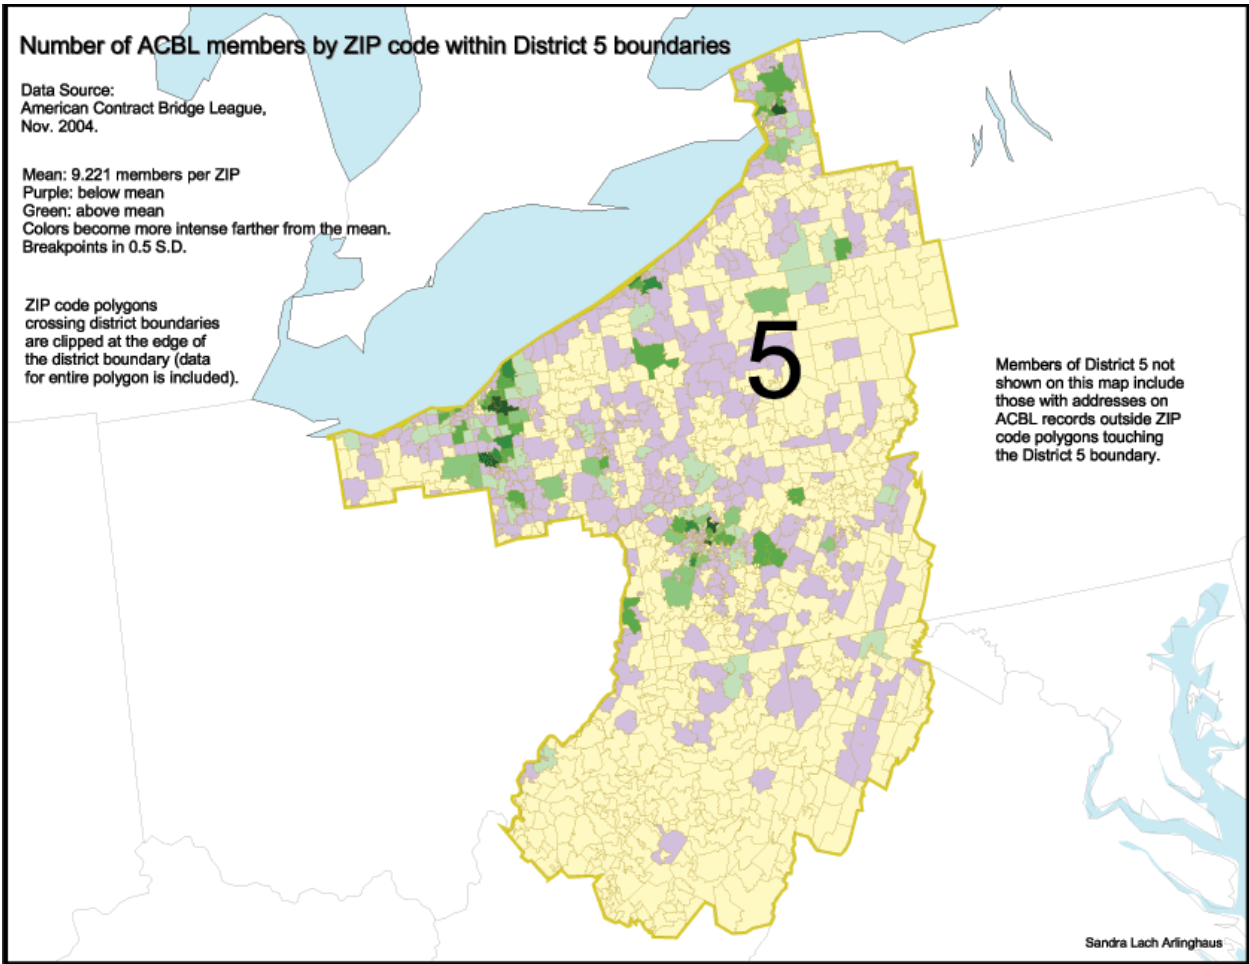 Number of ACBL members by ZIP code within District 5 boundaries
Data Source:
American Contract Bridge League,
Nov. 2004.
Mean: 9.221 members per ZIP
Purple: below mean
Green: above mean
Colors become more intense farther from the mean.
Breakpoints in 0.5 S.D.
ZIP code polygons
crossing district boundaries
are clipped at the edge of
the district boundary (data
for entire polygon is included).
5
Members of District 5 not
shown on this map include
those with addresses on
ACBL records outside ZIP
code polygons touching
the District 5 boundary.
Sandra Lach Arlinghaus